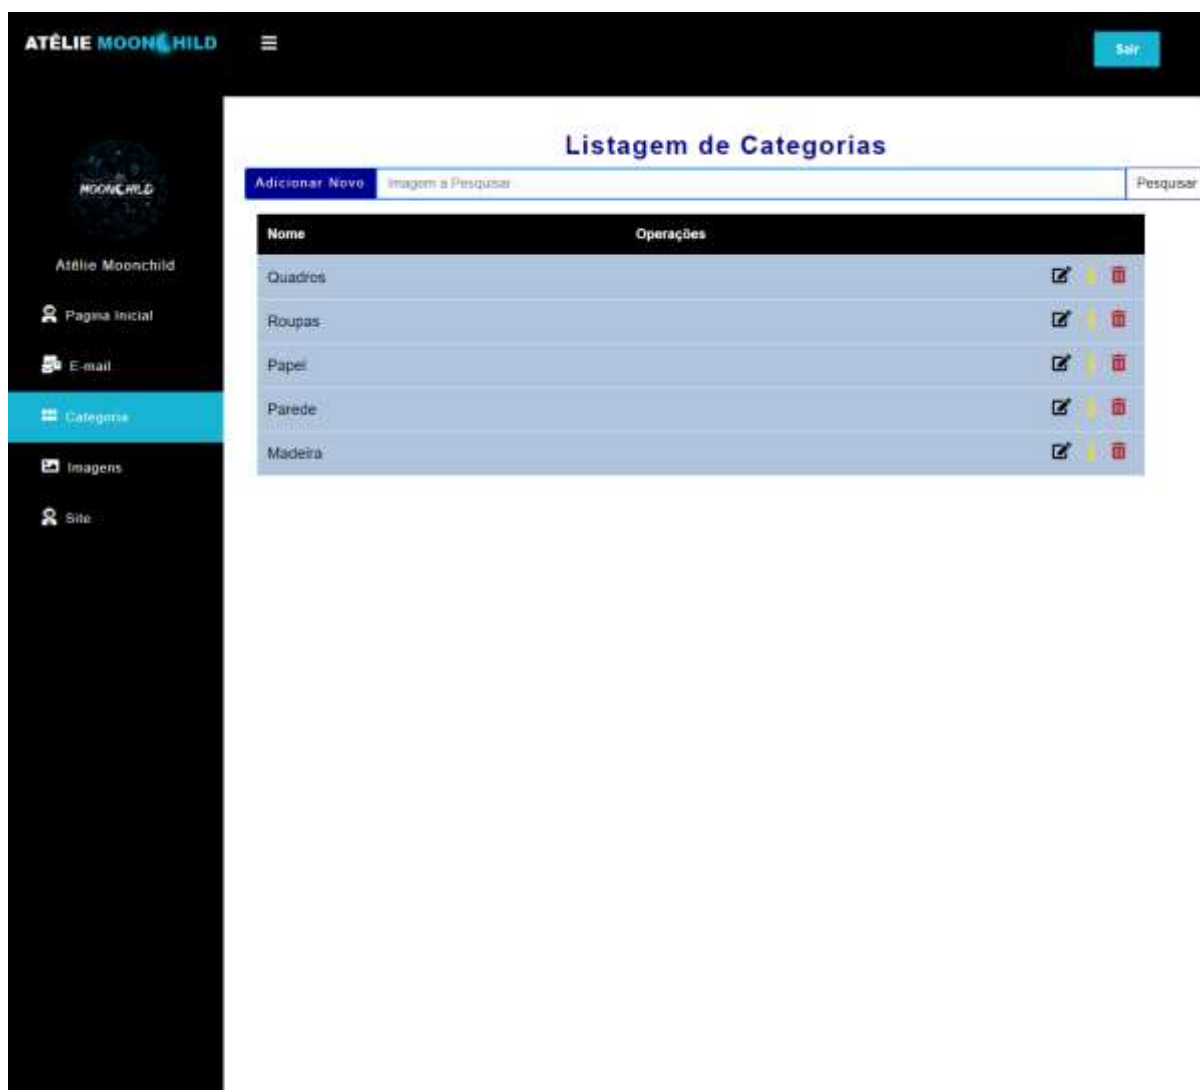 ATÊLIE MOONCHILD
Sair
MOONCHILD
Atêlie Moonchild
Pagina Inicial
E-mail
Categoria
Imagens
Site
Listagem de Categorias
Adicionar Novo Imagem a Pesquisar Pesquisar
Nome Operações
Quadros
Roupas
Papel
Parede
Madeira